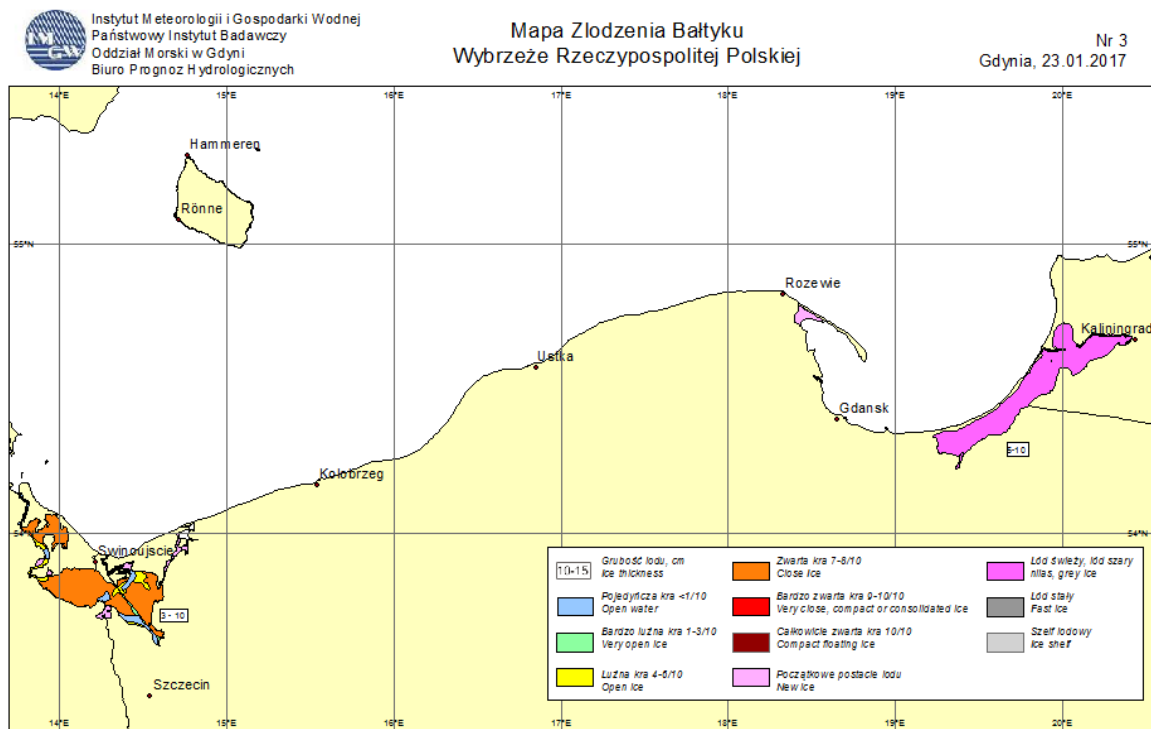 Instytut Meteorologii i Gospodarki Wodnej
Państwowy Instytut Badawczy
Oddział Morski w Gdyni
Biuro Prognoz Hydrologicznych
IMGW
Mapa Zlodzenia Bałtyku
Wybrzeże Rzeczypospolitej Polskiej
Nr 3
Gdynia, 23.01.2017
14°E
15°E
16°E
17°E
18°E
19°E
20°E
Hammeren
Rönne
55°N
55°N
Rozewie
Kaliningrad
Ustka
Gdansk
5-10
Kolobrzeg
54°N
54°N
Swinoujscie
3 - 10
Szczecin
10-15
Grubość lodu, cm
Ice thickness
Pojedyńcza kra <1/10
Open water
Bardzo luźna kra 1-3/10
Very open ice
Luźna kra 4-6/10
Open ice
Zwarta kra 7-8/10
Close ice
Bardzo zwarta kra 9-10/10
Very close, compact or consolidated ice
Całkowicie zwarta kra 10/10
Compact floating ice
Początkowe postacie lodu
New ice
Lód świeży, lód szary
nilas, grey ice
Lód stały
Fast ice
Szelf lodowy
Ice shelf
14°E
15°E
16°E
17°E
18°E
19°E
20°E